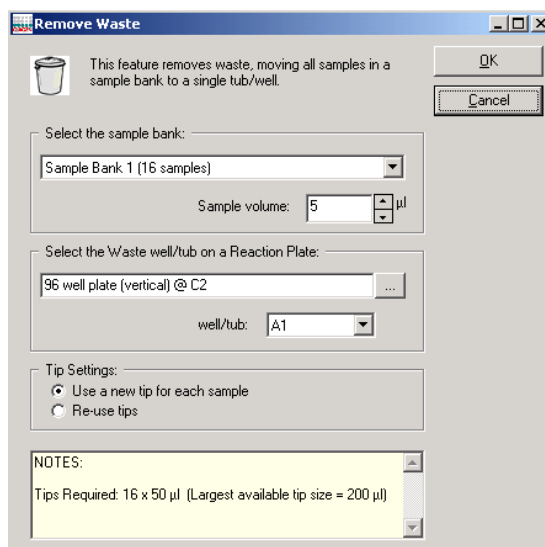 Remove Waste
This feature removes waste, moving all samples in a
sample bank to a single tub/well.
OK
Cancel
Select the sample bank:
Sample Bank 1 (16 samples)
Sample volume: 5 µl
Select the Waste well/tub on a Reaction Plate:
96 well plate (vertical) @ C2 ...
well/tub: A1
Tip Settings:
Use a new tip for each sample
Re-use tips
NOTES:
Tips Required: 16 x 50 µl (Largest available tip size = 200 µl)